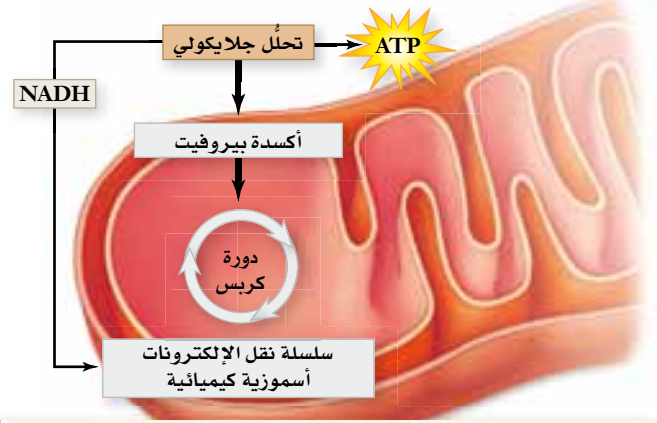 تحلُّل جلايكولي
ATP
NADH
أكسدة بيروفيت
دورة
كربس
سلسلة نقل الإلكترونات
أسموزية كيميائية